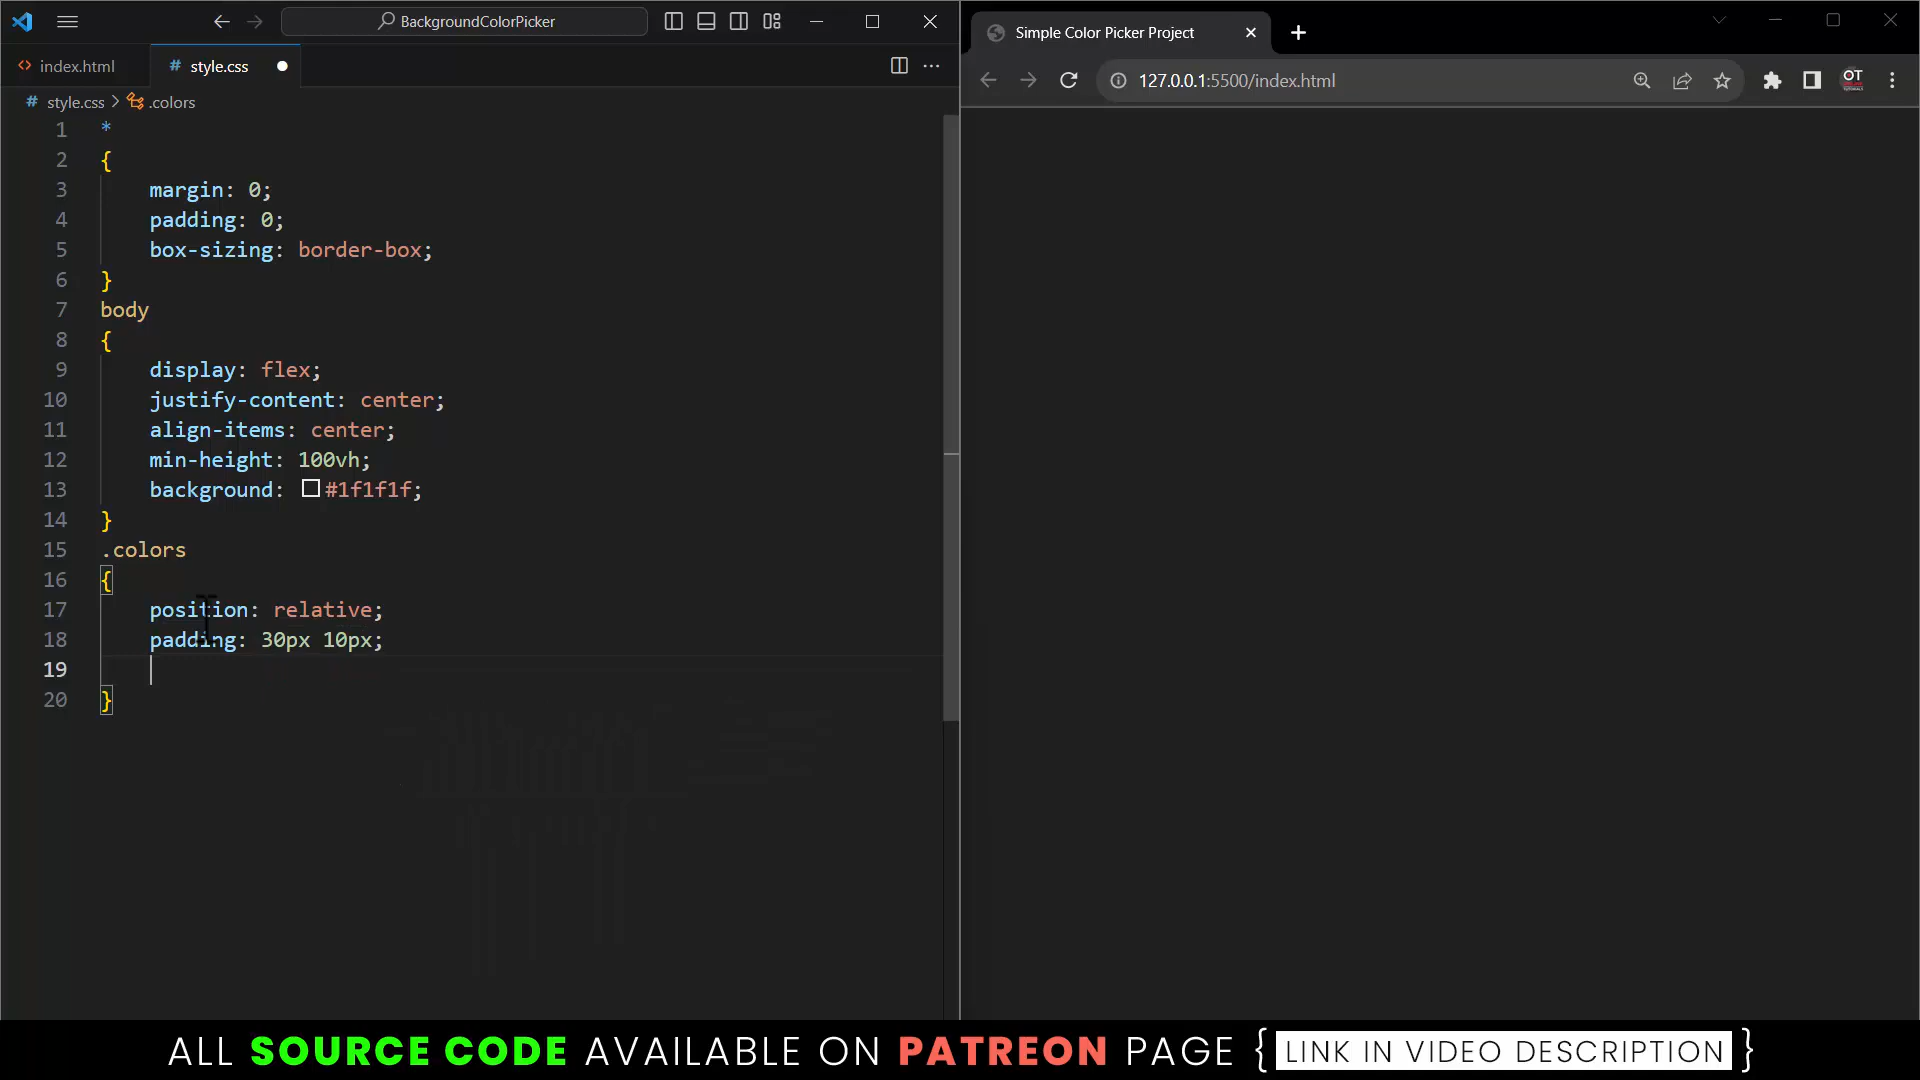 BackgroundColorPicker
index.html
# style.css
# style.css > .colors
1 *
2 {
3 margin: 0;
4 padding: 0;
5 box-sizing: border-box;
6 }
7 body
8 {
9 display: flex;
10 justify-content: center;
11 align-items: center;
12 min-height: 100vh;
13 background: #1f1f1f;
14 }
15 .colors
16 {
17 position: relative;
18 padding: 30px 10px;
19
20 }
Simple Color Picker Project
127.0.0.1:5500/index.html
OT
ALL SOURCE CODE AVAILABLE ON PATREON PAGE { LINK IN VIDEO DESCRIPTION }